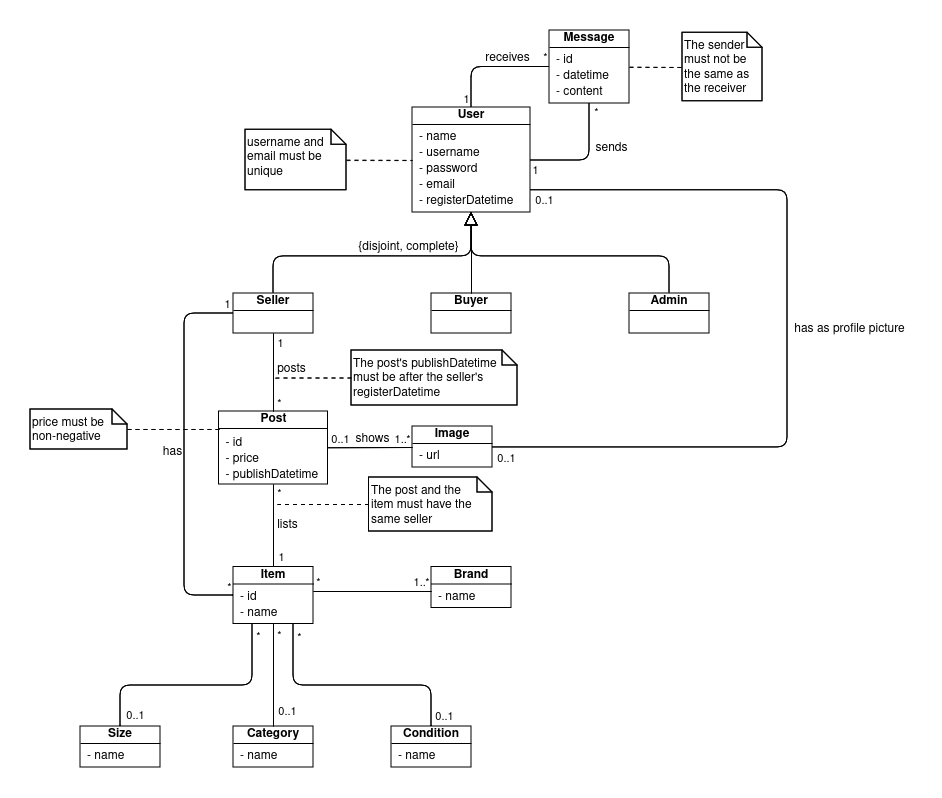 Message
- id
- datetime
- content
The sender
must not be
the same as
the receiver
receives
*
1
*
sends
1
User
- name
- username
- password
- email
- registerDatetime
username and
email must be
unique
0..1
{disjoint, complete}
Seller
Buyer
Admin
1
has as profile picture
1
posts
*
The post's publishDatetime
must be after the seller's
registerDatetime
price must be
non-negative
Post
- id
- price
- publishDatetime
0..1
shows
1..*
Image
- url
0..1
has
*
lists
1
The post and the
item must have the
same seller
*
Item
- id
- name
*
1..*
Brand
- name
*
*
*
0..1
0..1
0..1
Size
- name
Category
- name
Condition
- name